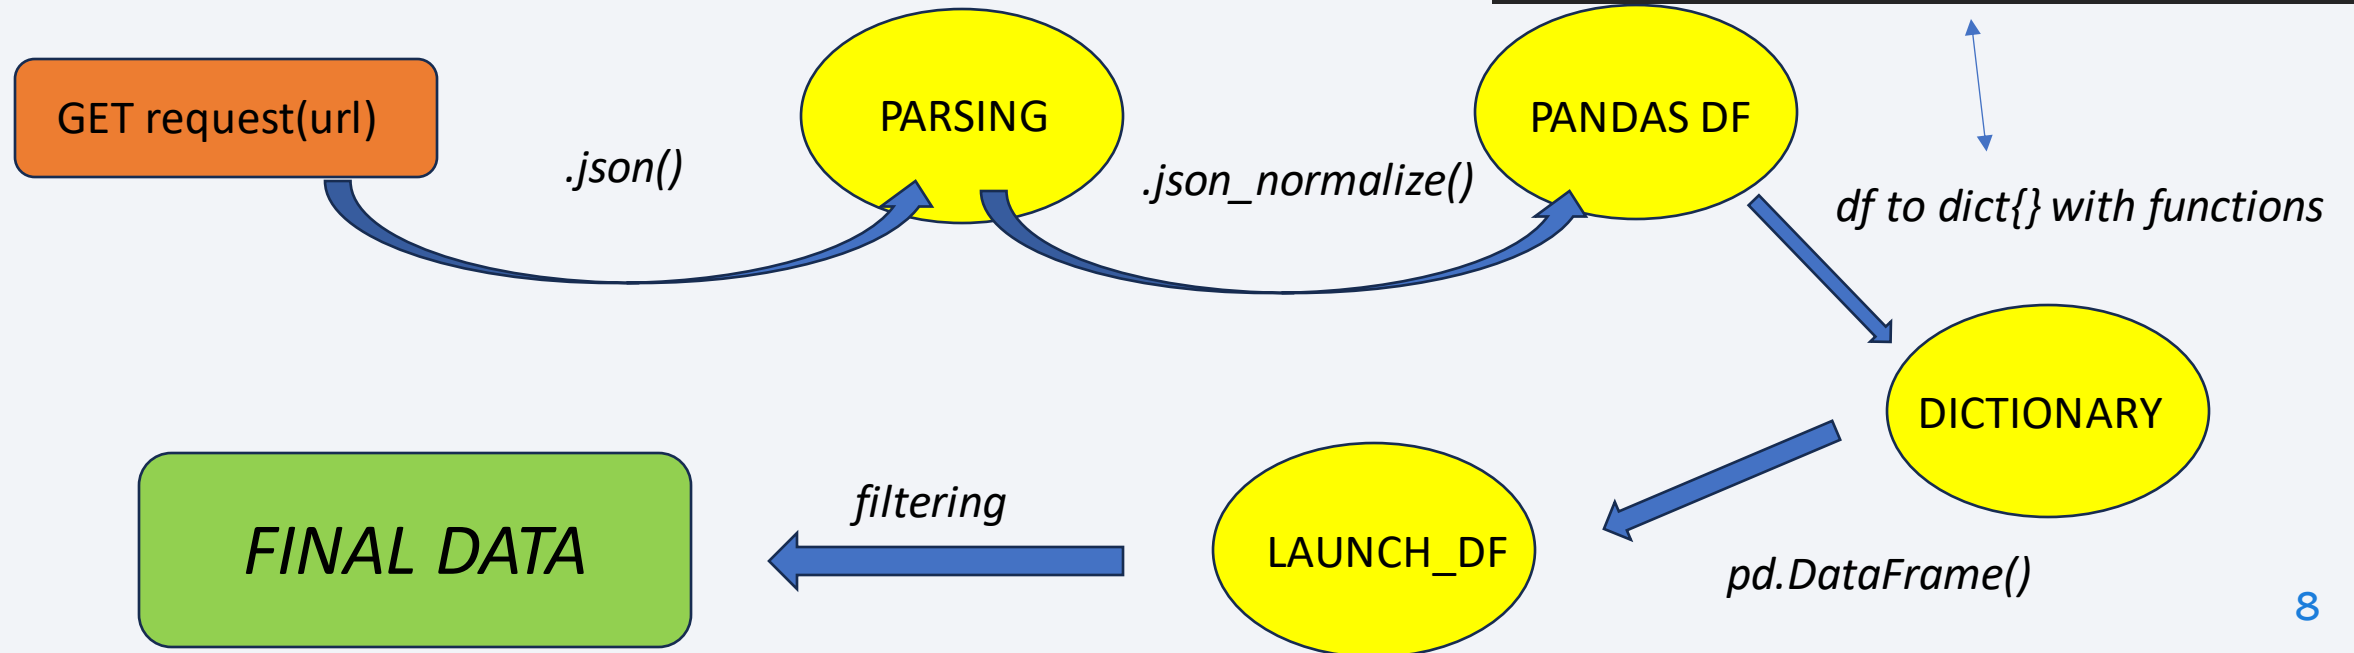 GET request(url)
.json()
PARSING
.json_normalize()
PANDAS DF
df to dict{} with functions
DICTIONARY
pd.DataFrame()
LAUNCH_DF
filtering
FINAL DATA
8